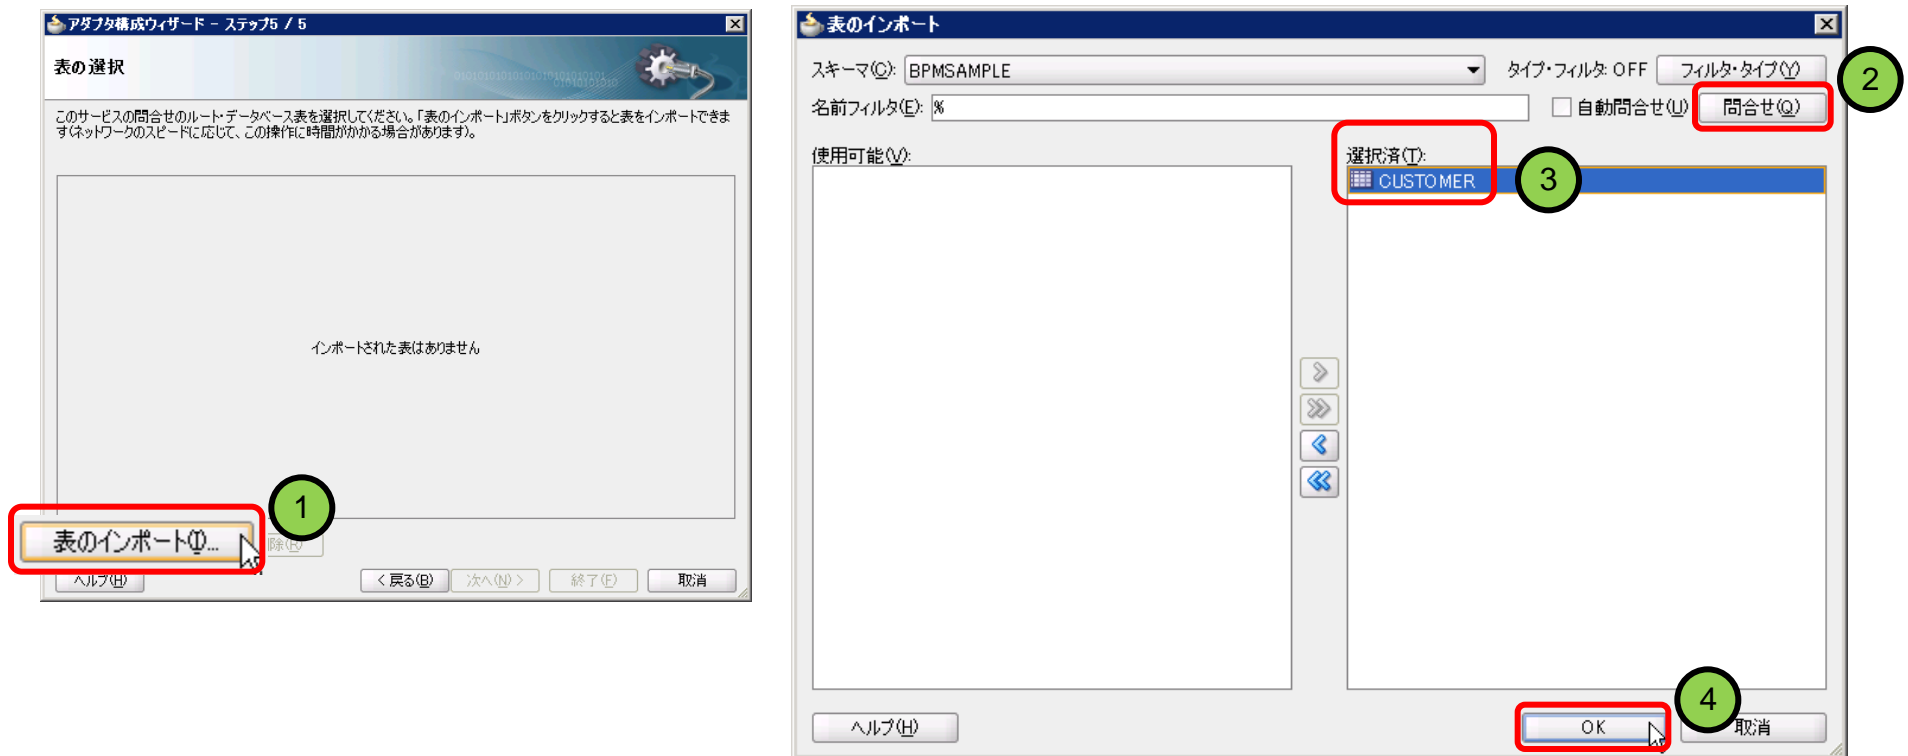 アダプタ構成ウィザード - ステップ5 / 5
表の選択
このサービスの問合せのルート・データベース表を選択してください。「表のインポート」ボタンをクリックすると表をインポートできま
す(ネットワークのスピードに応じて、この操作に時間がかかる場合があります)。
インポートされた表はありません
1
表のインポート(I)...
除(R)
ヘルプ(H)
< 戻る(B)
次へ(N) >
終了(F)
取消
表のインポート
スキーマ(C): BPMSAMPLE
タイプ・フィルタ: OFF
フィルタ・タイプ(Y)
2
名前フィルタ(E): %
自動問合せ(U)
問合せ(Q)
使用可能(V):
選択済(T):
CUSTOMER
3
4
ヘルプ(H)
OK
取消